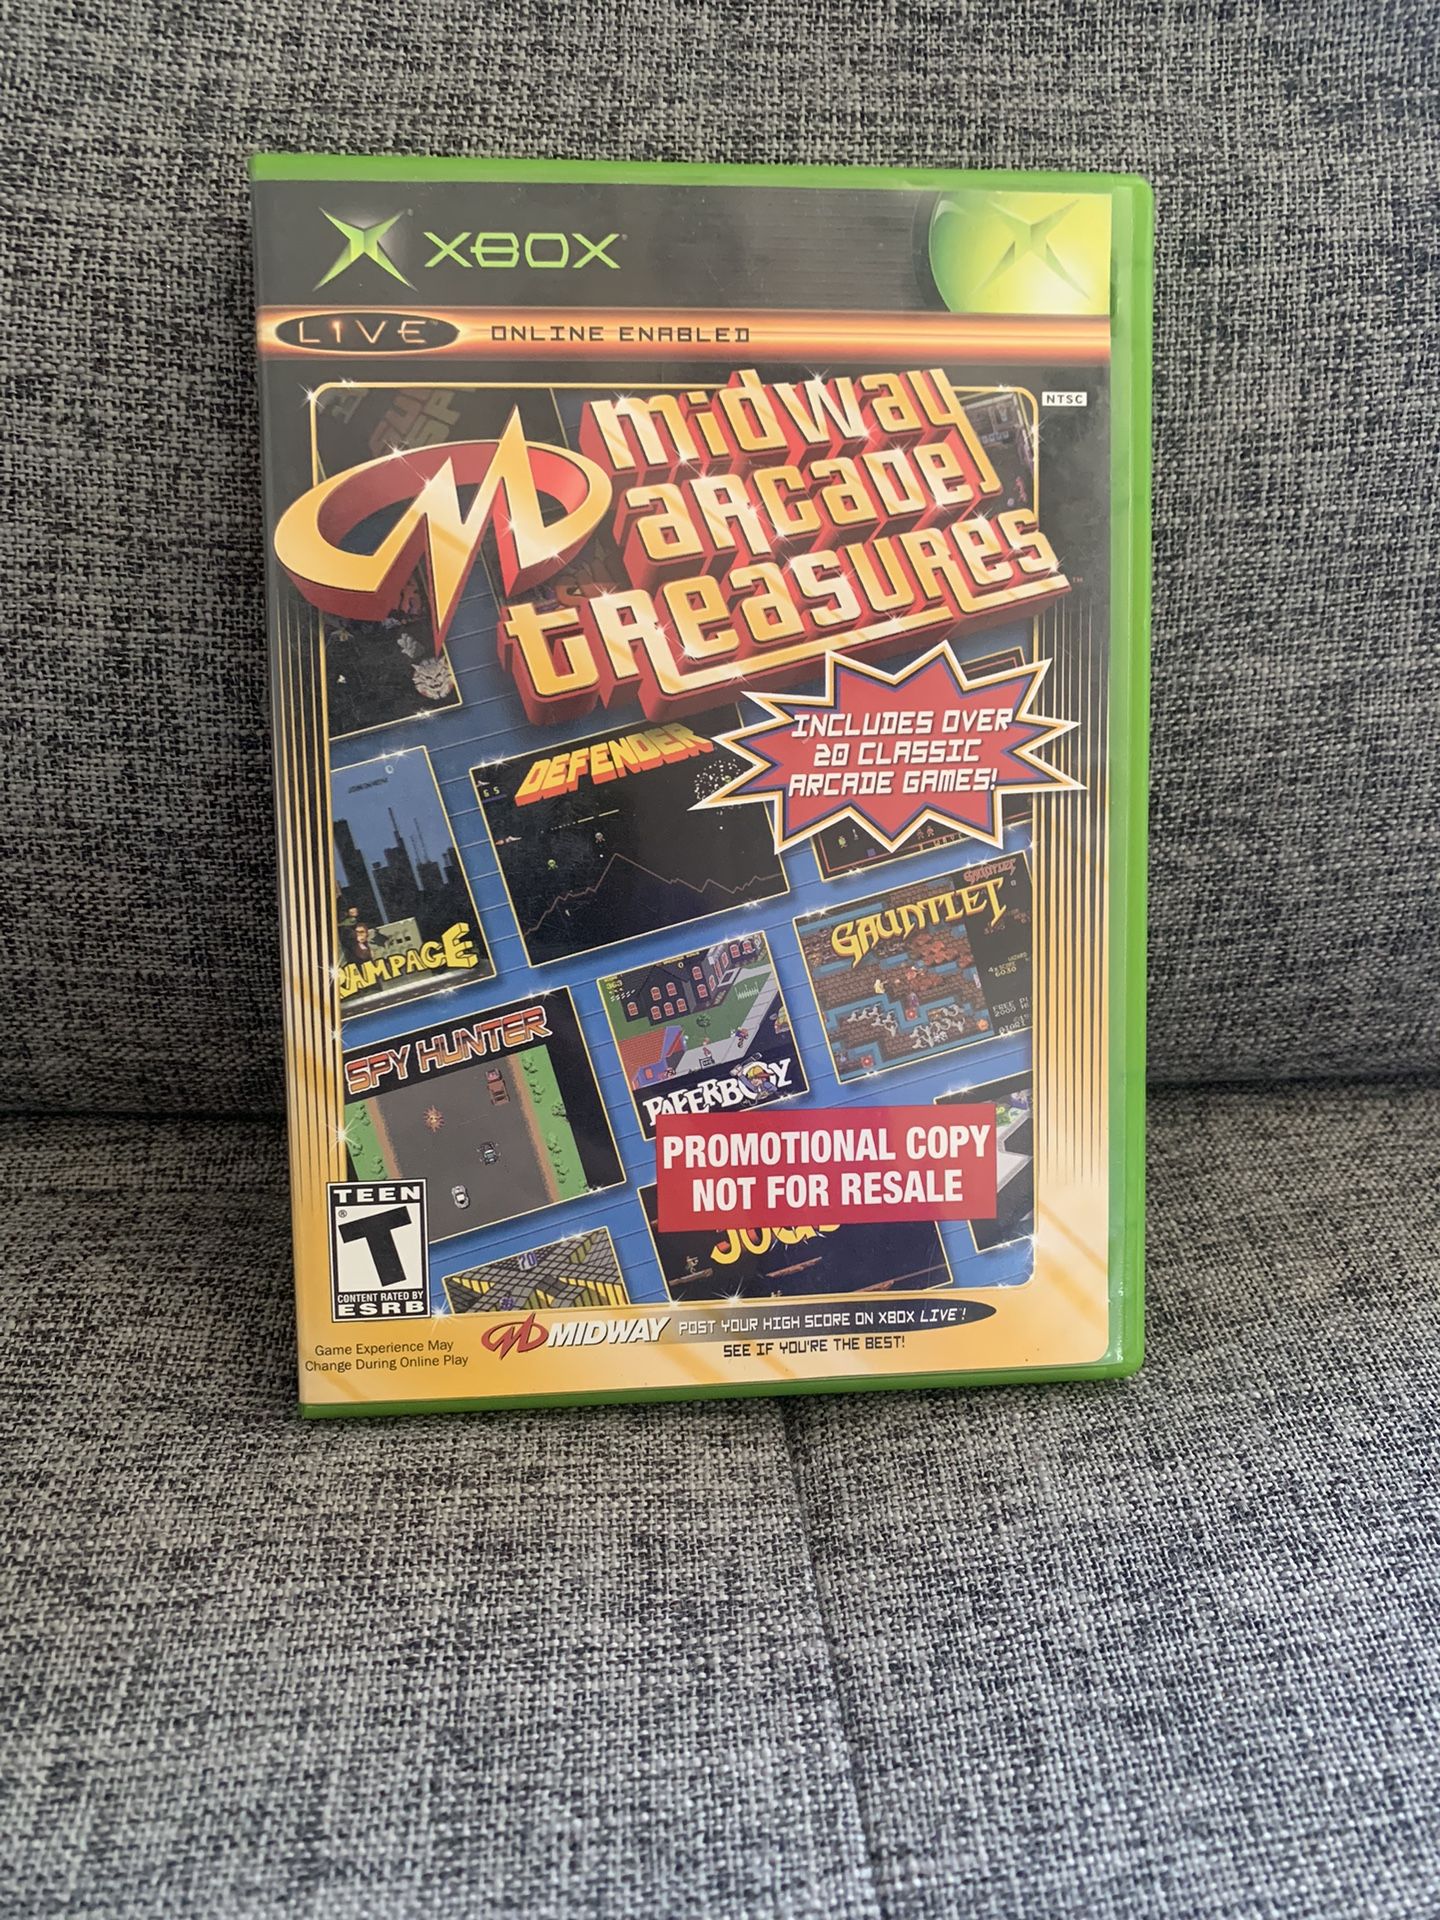 XBOX
LIVE ONLINE ENABLED
NTSC
midway
arcade
treasures
INCLUDES OVER
20 CLASSIC
ARCADE GAMES!
DEFENDER
RAMPAGE
GAUNTLET
SPY HUNTER
PAPERBOY
PROMOTIONAL COPY
NOT FOR RESALE
TEEN
T
CONTENT RATED BY
ESRB
MIDWAY POST YOUR HIGH SCORE ON XBOX LIVE™!
SEE IF YOU'RE THE BEST!
Game Experience May
Change During Online Play